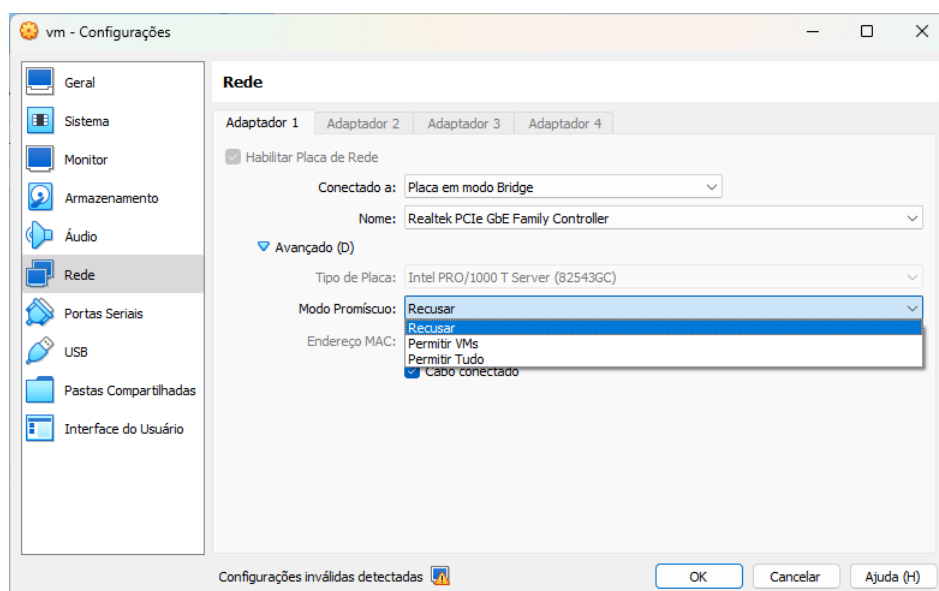 vm - Configurações
Geral
Sistema
Monitor
Armazenamento
Áudio
Rede
Portas Seriais
USB
Pastas Compartilhadas
Interface do Usuário
Rede
Adaptador 1 Adaptador 2 Adaptador 3 Adaptador 4
Habilitar Placa de Rede
Conectado a: Placa em modo Bridge
Nome: Realtek PCIe GbE Family Controller
Avançado (D)
Tipo de Placa: Intel PRO/1000 T Server (82543GC)
Modo Promíscuo: Recusar
Recusar
Endereço MAC: Permitir VMs
Permitir Tudo
Cabo conectado
Configurações inválidas detectadas
OK Cancelar Ajuda (H)